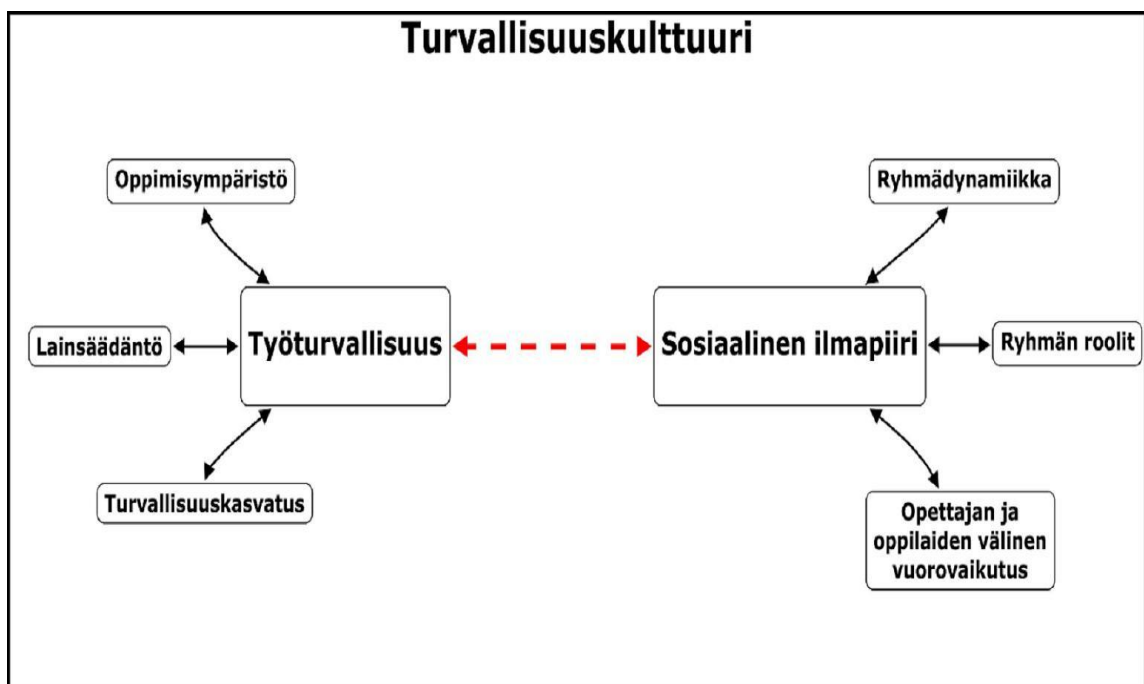 Turvallisuuskulttuuri
Oppimisympäristö
Ryhmädynamiikka
Lainsäädäntö
Työturvallisuus
Sosiaalinen ilmapiiri
Ryhmän roolit
Turvallisuuskasvatus
Opettajan ja
oppilaiden välinen
vuorovaikutus